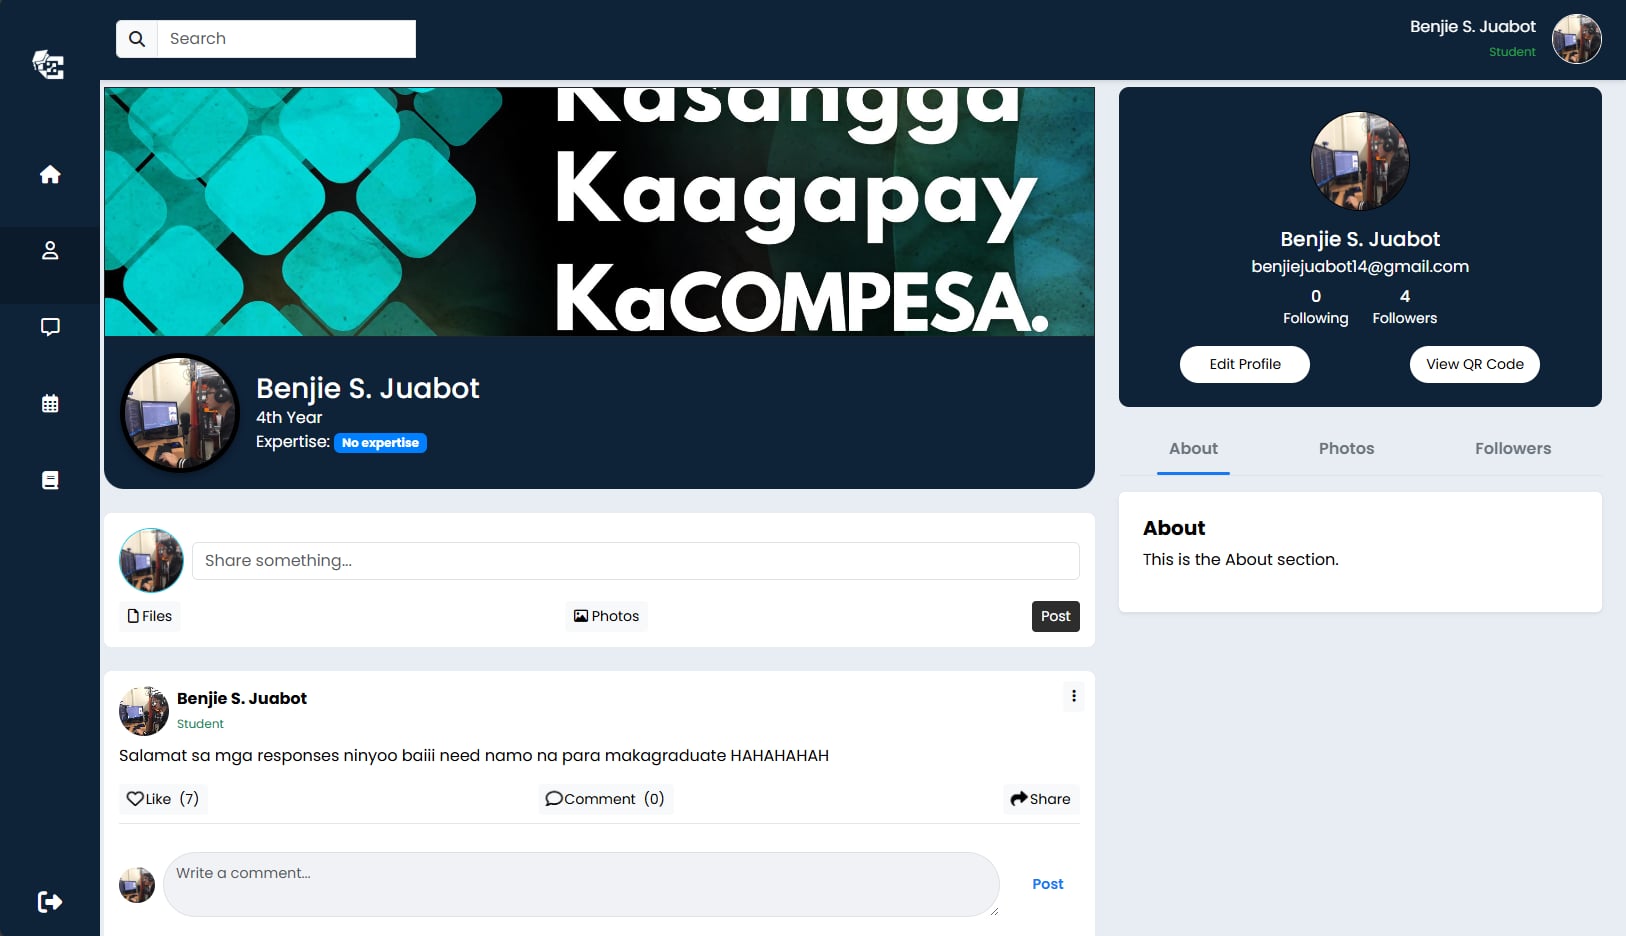 Search
Benjie S. Juabot
Student
Kasangga
Kaagapay
KaCOMPESA.
Benjie S. Juabot
4th Year
Expertise: No expertise
Share something...
Files
Photos
Post
Benjie S. Juabot
Student
Salamat sa mga responses ninyoo baiii need namo na para makagraduate HAHAHAHAH
Like (7)
Comment (0)
Share
Write a comment...
Post
Benjie S. Juabot
benjiejuabot14@gmail.com
0
Following
4
Followers
Edit Profile
View QR Code
About
Photos
Followers
About
This is the About section.